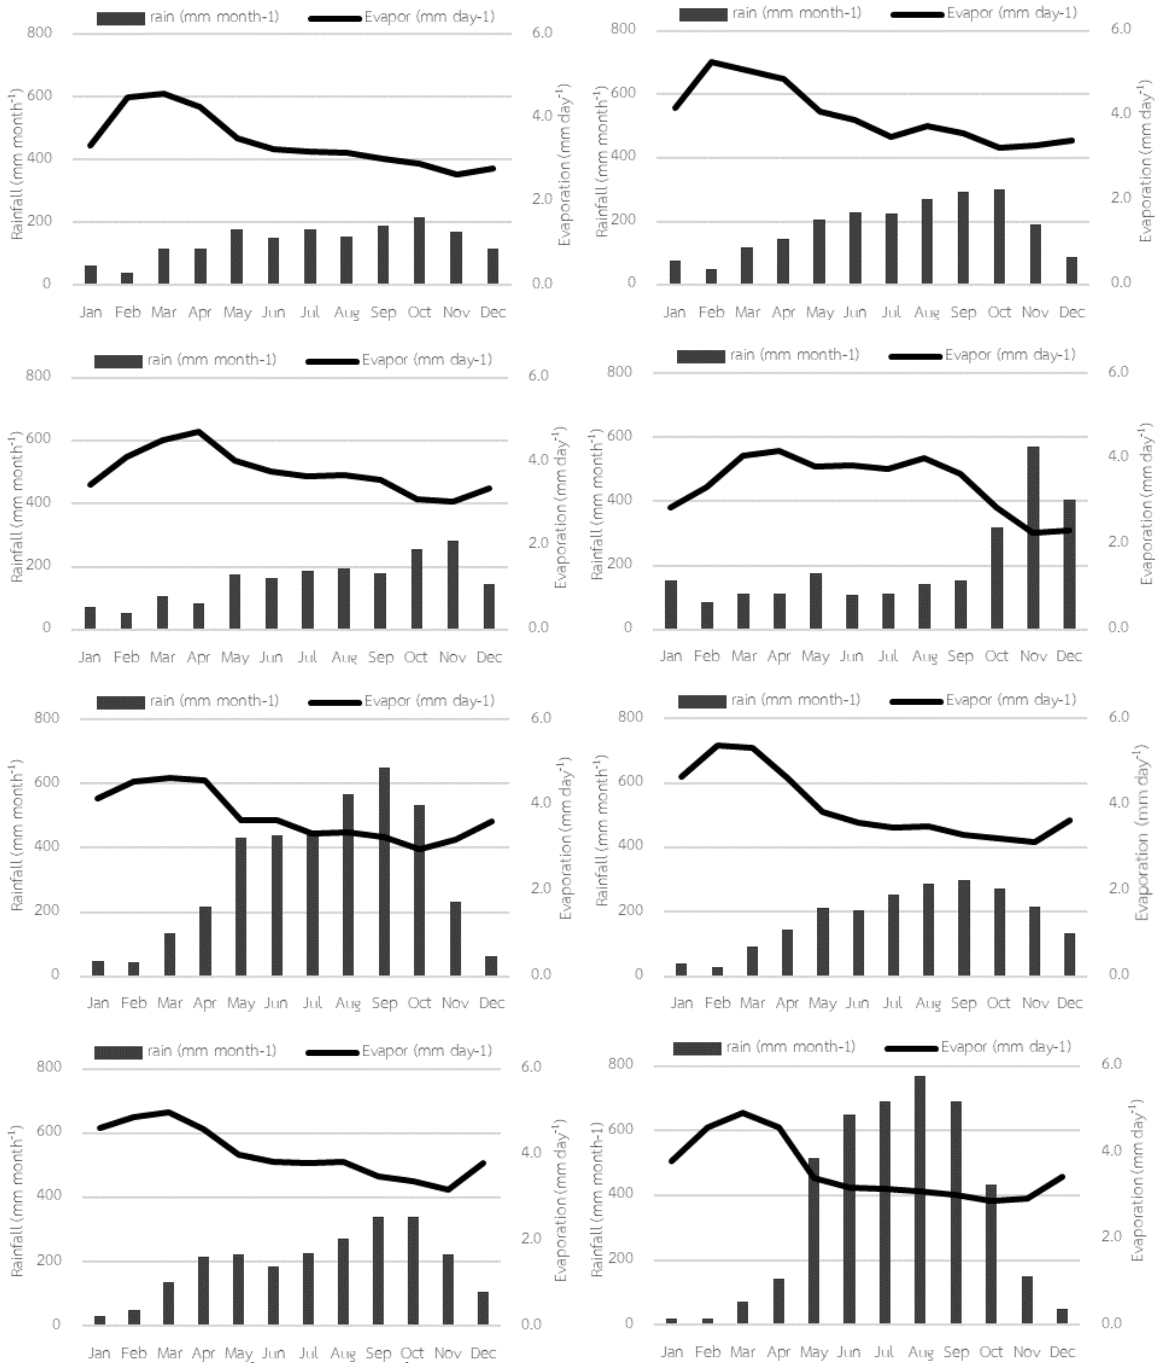 rain (mm month-1) Evapor (mm day-1)
800 6.0
600 4.0
400
200 2.0
0 0.0
Rainfall (mm month-1)
Evaporation (mm day-1)
Jan Feb Mar Apr May Jun Jul Aug Sep Oct Nov Dec
rain (mm month-1) Evapor (mm day-1)
800 6.0
600 4.0
400
200 2.0
0 0.0
Rainfall (mm month-1)
Evaporation (mm day-1)
Jan Feb Mar Apr May Jun Jul Aug Sep Oct Nov Dec
rain (mm month-1) Evapor (mm day-1)
800 6.0
600 4.0
400
200 2.0
0 0.0
Rainfall (mm month-1)
Evaporation (mm day-1)
Jan Feb Mar Apr May Jun Jul Aug Sep Oct Nov Dec
rain (mm month-1) Evapor (mm day-1)
800 6.0
600 4.0
400
200 2.0
0 0.0
Rainfall (mm month-1)
Evaporation (mm day-1)
Jan Feb Mar Apr May Jun Jul Aug Sep Oct Nov Dec
rain (mm month-1) Evapor (mm day-1)
800 6.0
600 4.0
400
200 2.0
0 0.0
Rainfall (mm month-1)
Evaporation (mm day-1)
Jan Feb Mar Apr May Jun Jul Aug Sep Oct Nov Dec
rain (mm month-1) Evapor (mm day-1)
800 6.0
600 4.0
400
200 2.0
0 0.0
Rainfall (mm month-1)
Evaporation (mm day-1)
Jan Feb Mar Apr May Jun Jul Aug Sep Oct Nov Dec
rain (mm month-1) Evapor (mm day-1)
800 6.0
600 4.0
400
200 2.0
0 0.0
Rainfall (mm month-1)
Evaporation (mm day-1)
Jan Feb Mar Apr May Jun Jul Aug Sep Oct Nov Dec
rain (mm month-1) Evapor (mm day-1)
800 6.0
600 4.0
400
200 2.0
0 0.0
Rainfall (mm month-1)
Evaporation (mm day-1)
Jan Feb Mar Apr May Jun Jul Aug Sep Oct Nov Dec